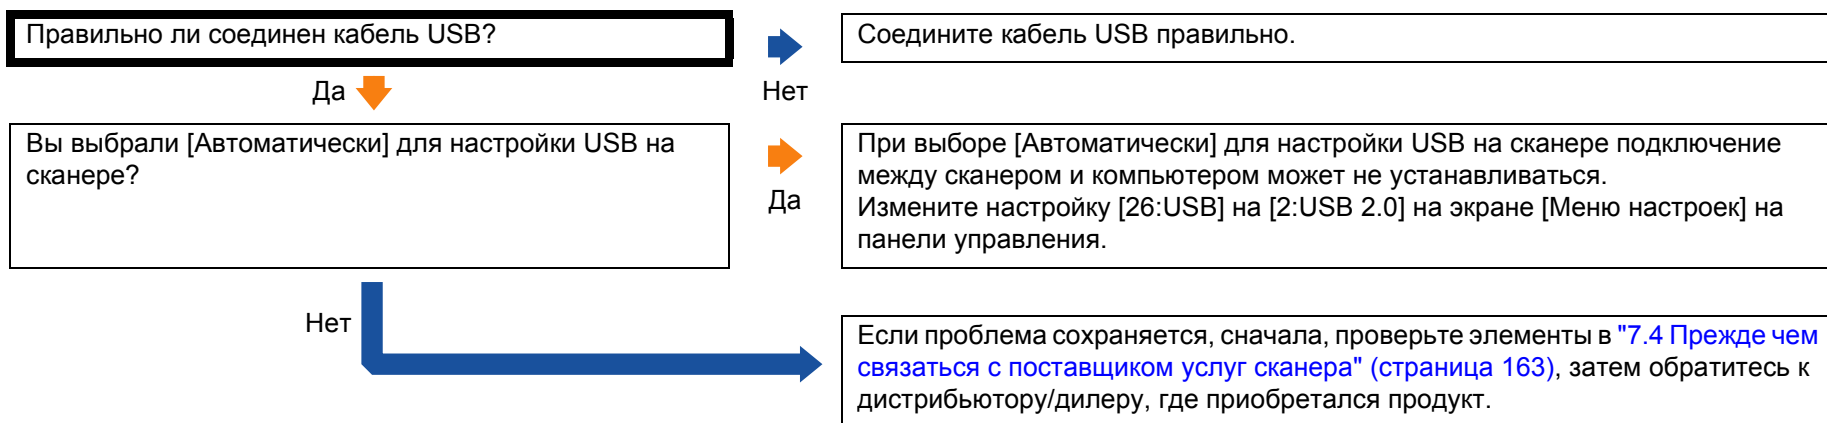 Правильно ли соединен кабель USB?
Соедините кабель USB правильно.
Да
Нет
Вы выбрали [Автоматически] для настройки USB на
сканере?
При выборе [Автоматически] для настройки USB на сканере подключение
между сканером и компьютером может не устанавливаться.
Измените настройку [26:USB] на [2:USB 2.0] на экране [Меню настроек] на
панели управления.
Да
Нет
Если проблема сохраняется, сначала, проверьте элементы в "7.4 Прежде чем
связаться с поставщиком услуг сканера" (страница 163), затем обратитесь к
дистрибьютору/дилеру, где приобретался продукт.